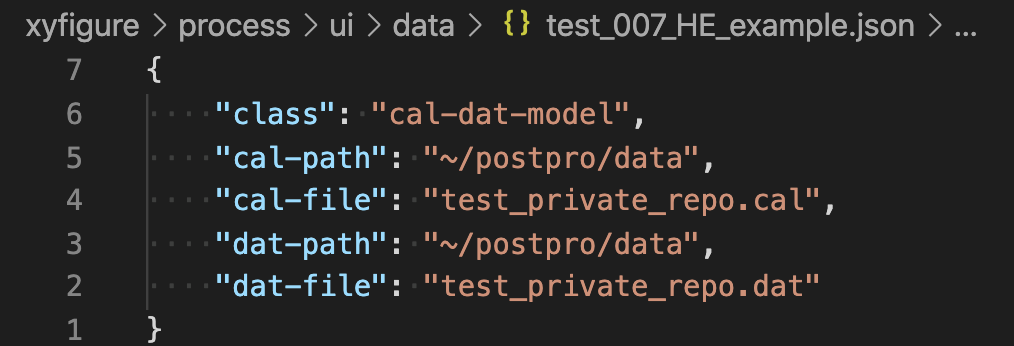 xyfigure > process > ui > data > {} test_007_HE_example.json > ...
7 {
6 ····"class":·"cal-dat-model",
5 ····"cal-path":·"~/postpro/data",
4 ····"cal-file":·"test_private_repo.cal",
3 ····"dat-path":·"~/postpro/data",
2 ····"dat-file":·"test_private_repo.dat"
1 }